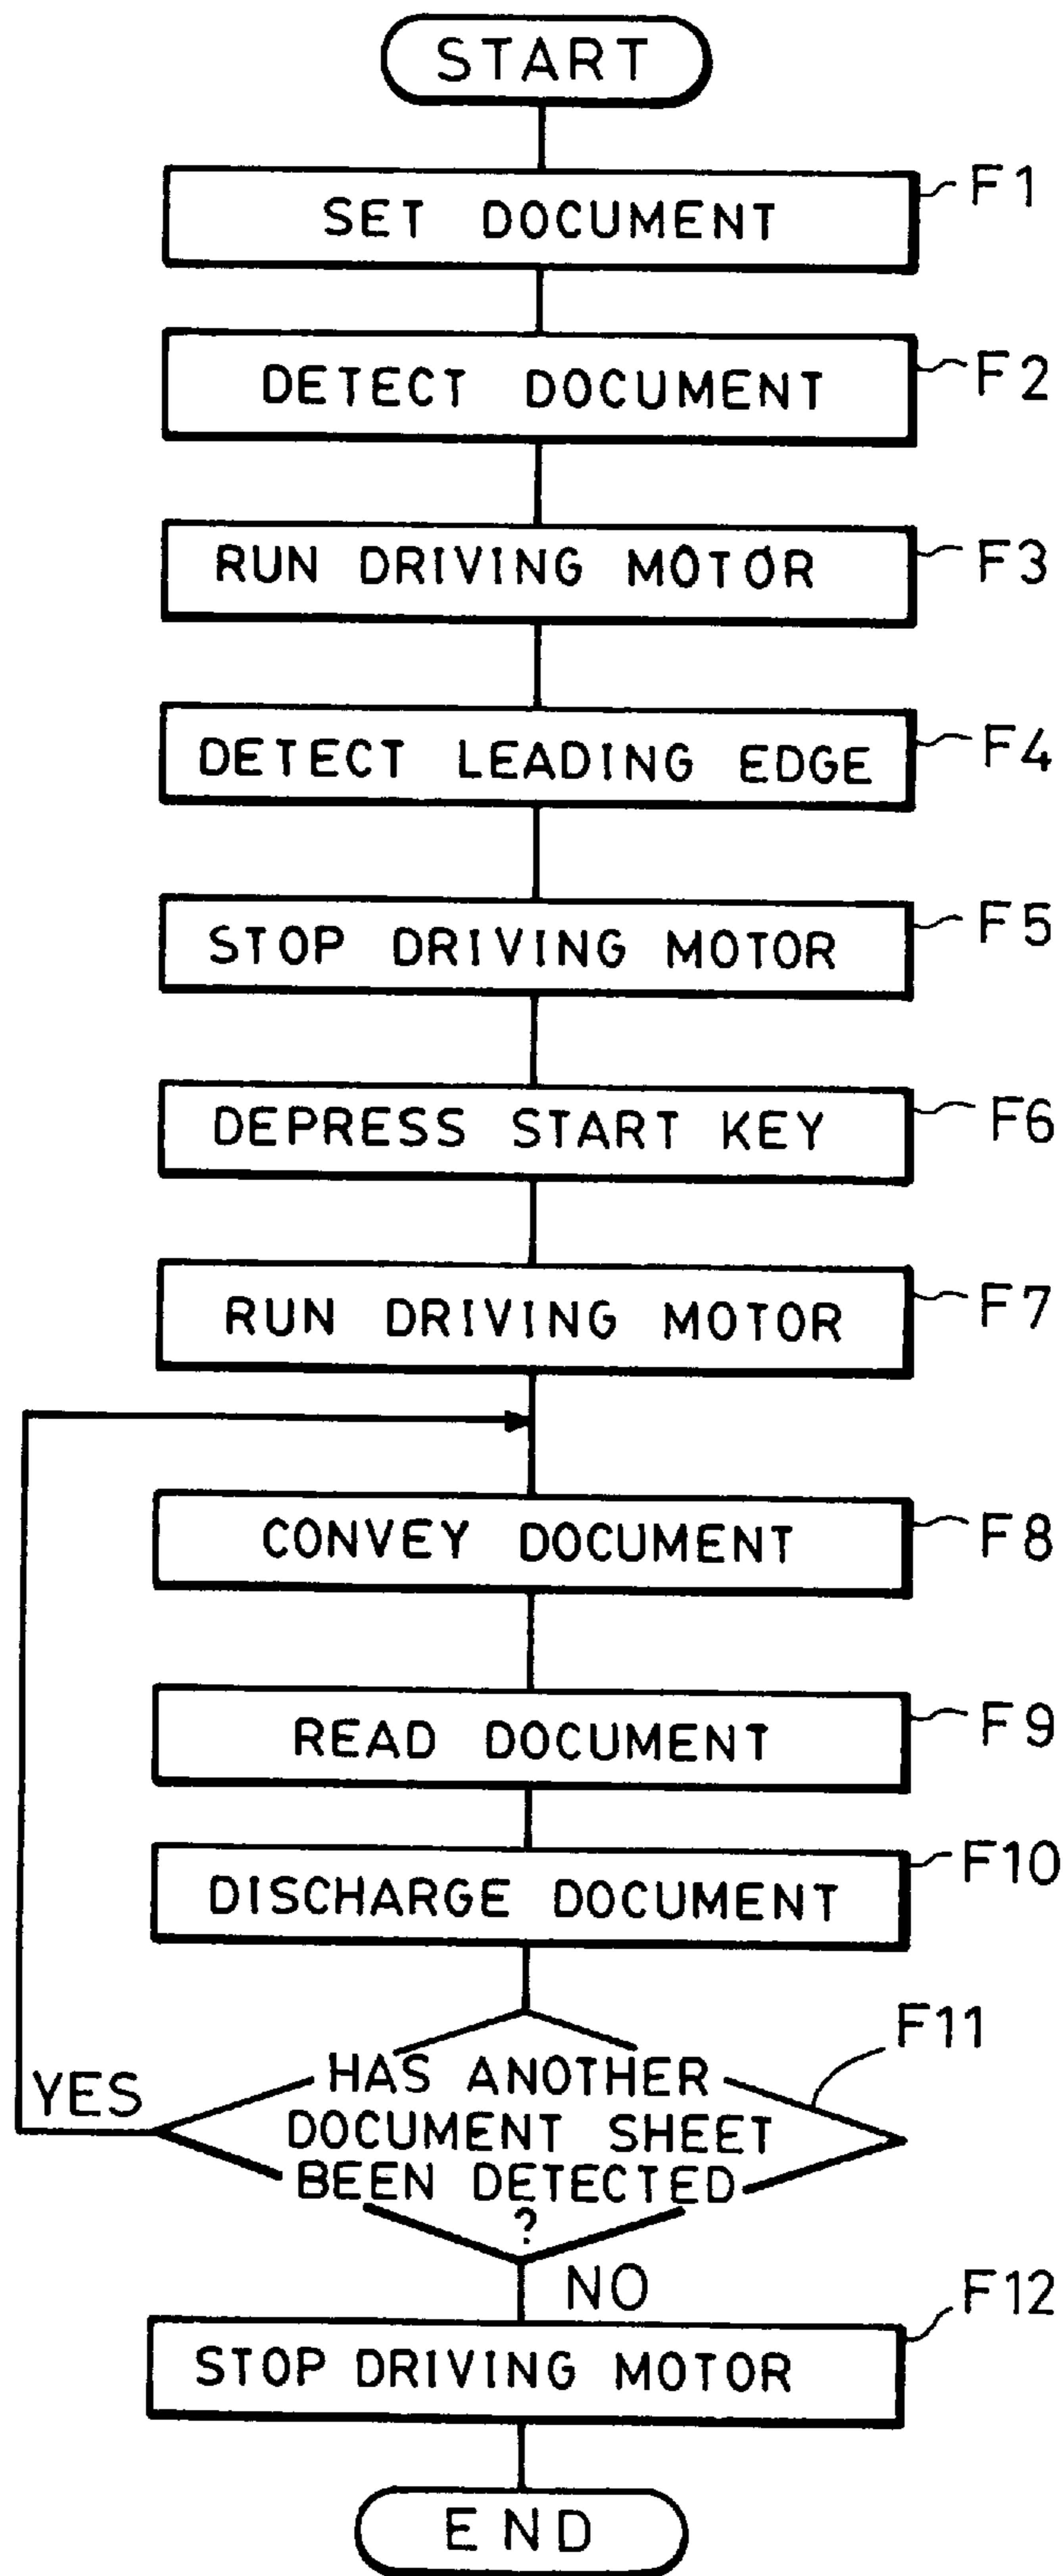 START
F1
SET DOCUMENT
F2
DETECT DOCUMENT
F3
RUN DRIVING MOTOR
F4
DETECT LEADING EDGE
F5
STOP DRIVING MOTOR
F6
DEPRESS START KEY
F7
RUN DRIVING MOTOR
F8
CONVEY DOCUMENT
F9
READ DOCUMENT
F10
DISCHARGE DOCUMENT
F11
HAS ANOTHER
YES
DOCUMENT SHEET
BEEN DETECTED
?
NO
F12
STOP DRIVING MOTOR
END